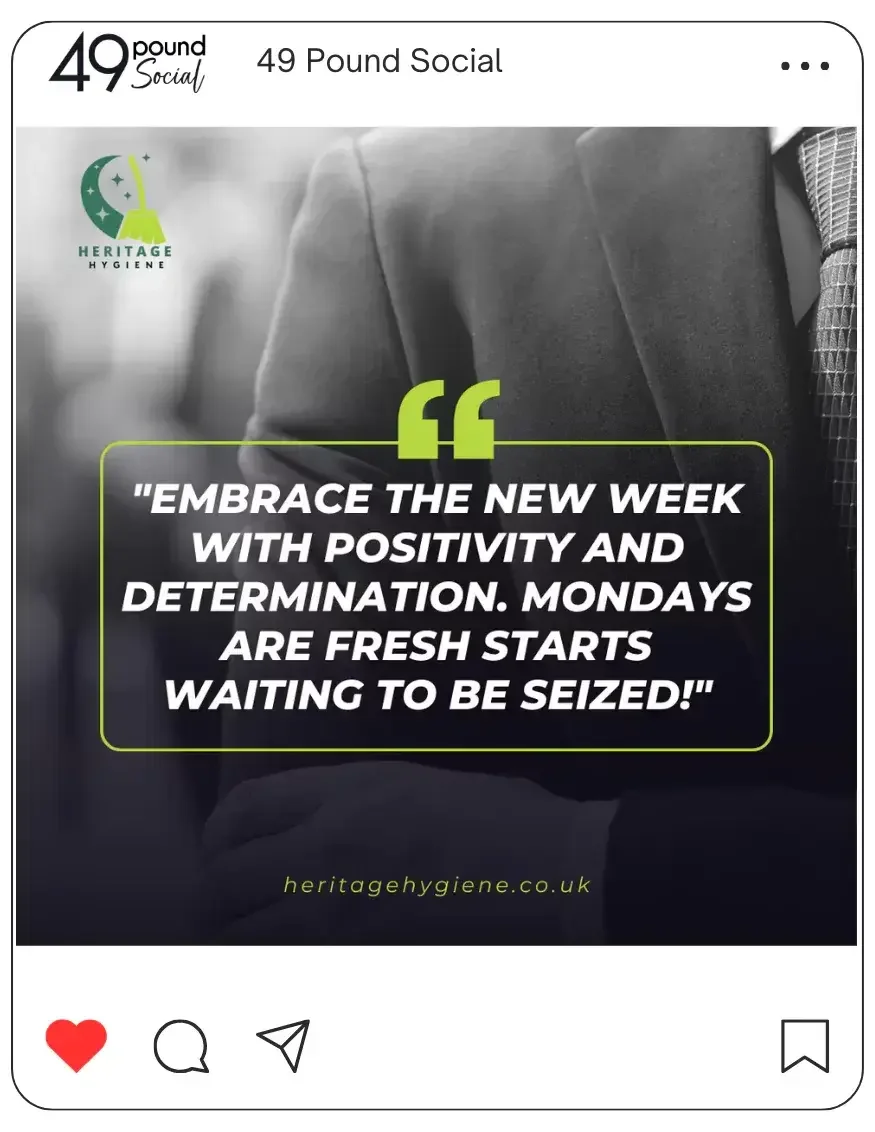 49 pound
Social
49 Pound Social
HERITAGE
HYGIENE
"EMBRACE THE NEW WEEK
WITH POSITIVITY AND
DETERMINATION. MONDAYS
ARE FRESH STARTS
WAITING TO BE SEIZED!"
heritagehygiene.co.uk